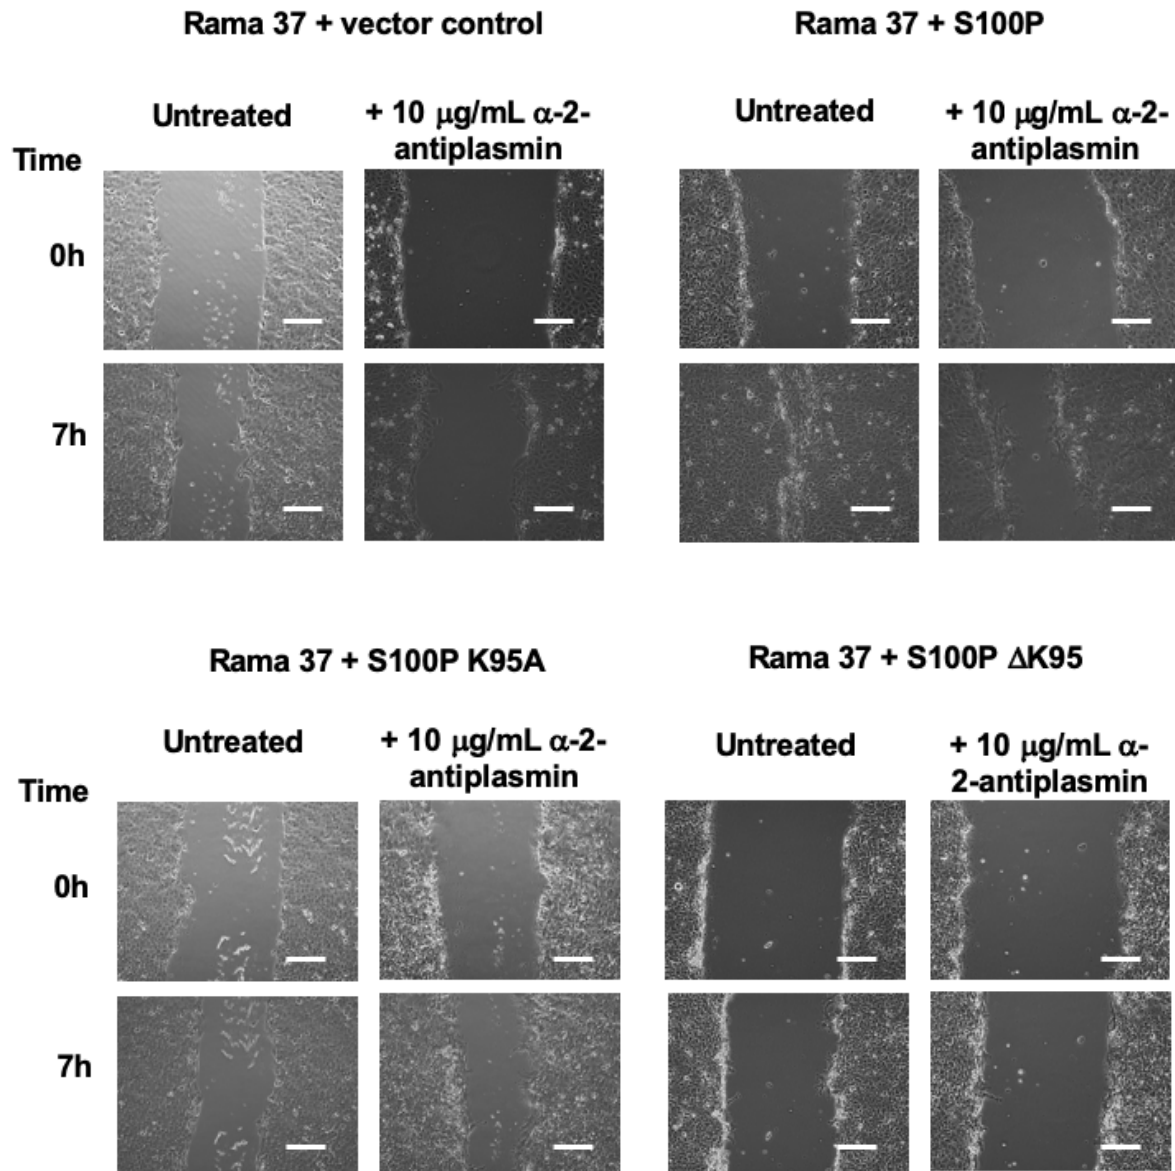 Rama 37 + vector control
Rama 37 + S100P
Untreated
+ 10 μg/mL α-2-
antiplasmin
Untreated
+ 10 μg/mL α-2-
antiplasmin
Time
0h
7h
Rama 37 + S100P K95A
Rama 37 + S100P ΔK95
Untreated
+ 10 μg/mL α-2-
antiplasmin
Untreated
+ 10 μg/mL α-
2-antiplasmin
Time
0h
7h